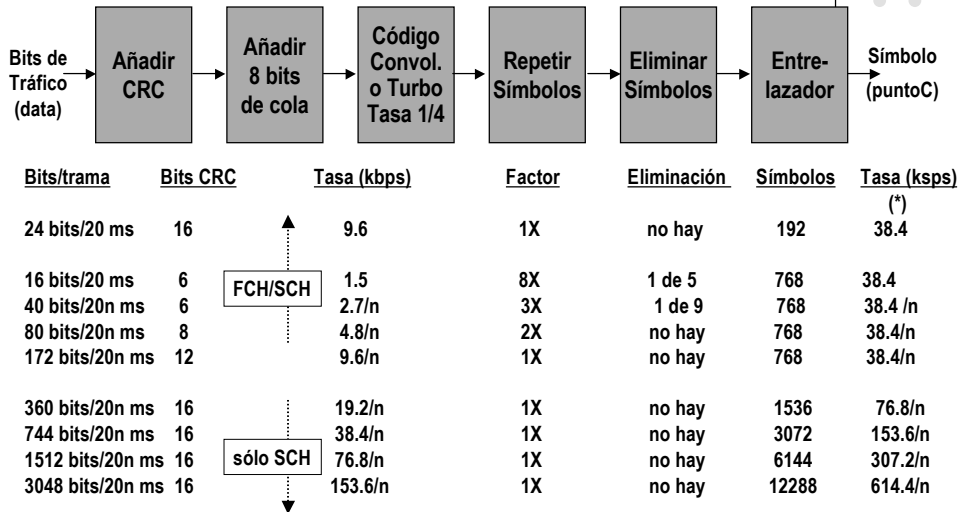 Bits de
Tráfico
(data)
Añadir
CRC
Añadir
8 bits
de cola
Código
Convol.
o Turbo
Tasa 1/4
Repetir
Símbolos
Eliminar
Símbolos
Entre-
lazador
Símbolo
(puntoC)
Bits/trama Bits CRC Tasa (kbps) Factor Eliminación Símbolos Tasa (ksps)
(*)
24 bits/20 ms 16 9.6 1X no hay 192 38.4
16 bits/20 ms 6 1.5 8X 1 de 5 768 38.4
FCH/SCH
40 bits/20n ms 6 2.7/n 3X 1 de 9 768 38.4 /n
80 bits/20n ms 8 4.8/n 2X no hay 768 38.4/n
172 bits/20n ms 12 9.6/n 1X no hay 768 38.4/n
360 bits/20n ms 16 19.2/n 1X no hay 1536 76.8/n
744 bits/20n ms 16 38.4/n 1X no hay 3072 153.6/n
sólo SCH
1512 bits/20n ms 16 76.8/n 1X no hay 6144 307.2/n
3048 bits/20n ms 16 153.6/n 1X no hay 12288 614.4/n